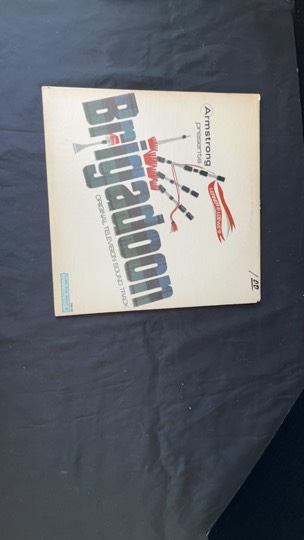 Armstrong
presents
Brigadoon
ORIGINAL TELEVISION SOUND TRACK